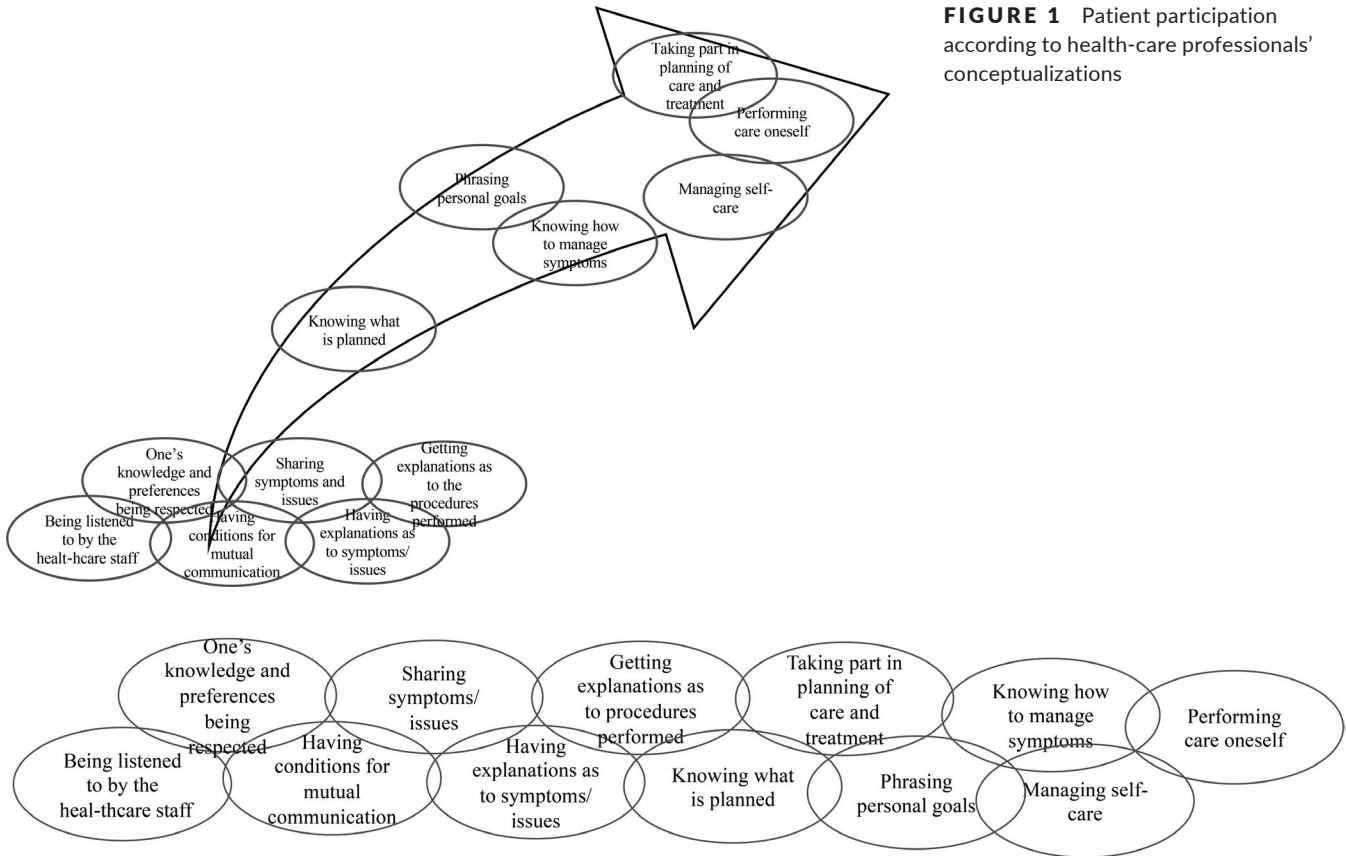 FIGURE 1 Patient participation
according to health-care professionals'
conceptualizations
Taking part in
planning of
care and
treatment
Performing
care oneself
Managing self-
care
Phrasing
personal goals
Knowing how
to manage
symptoms
Knowing what
is planned
One's
knowledge and
preferences
being respected
Sharing
symptoms and
issues
Getting
explanations as
to the
procedures
performed
Being listened
to by the
healt-hcare staff
Having
conditions for
mutual
communication
Having
explanations as
to symptoms/
issues
One's
knowledge and
preferences
being
respected
Sharing
symptoms/
issues
Getting
explanations as
to procedures
performed
Taking part in
planning of
care and
treatment
Knowing how
to manage
symptoms
Performing
care oneself
Being listened
to by the
heal-thcare staff
Having
conditions for
mutual
communication
Having
explanations as
to symptoms/
issues
Knowing what
is planned
Phrasing
personal goals
Managing self-
care